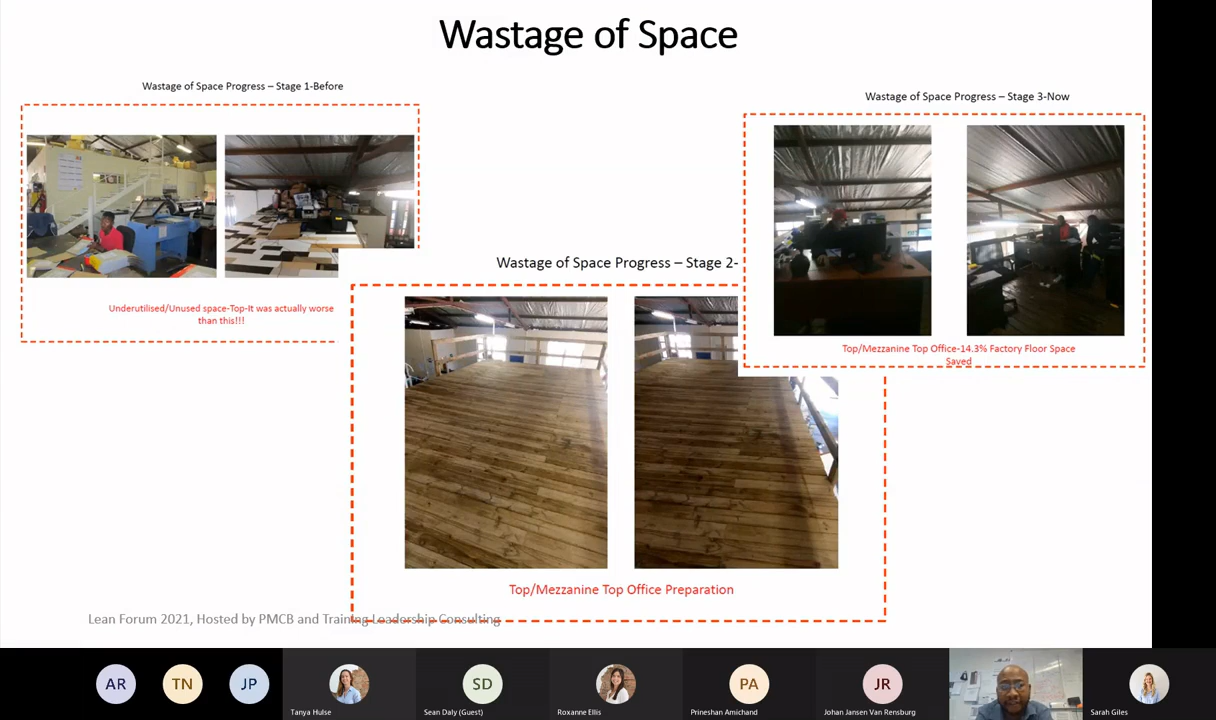 Wastage of Space
Wastage of Space Progress – Stage 1-Before
Underutilised/Unused space-Top-It was actually worse
than this!!!
Wastage of Space Progress – Stage 2-
Top/Mezzanine Top Office Preparation
Wastage of Space Progress – Stage 3-Now
Top/Mezzanine Top Office-14.3% Factory Floor Space
Saved
Lean Forum 2021, Hosted by PMCB and Training Leadership Consulting
AR
TN
JP
Tanya Hulse
SD
Sean Daly (Guest)
Roxanne Ellis
PA
Prineshan Amichand
JR
Johan Jansen Van Rensburg
Sarah Giles